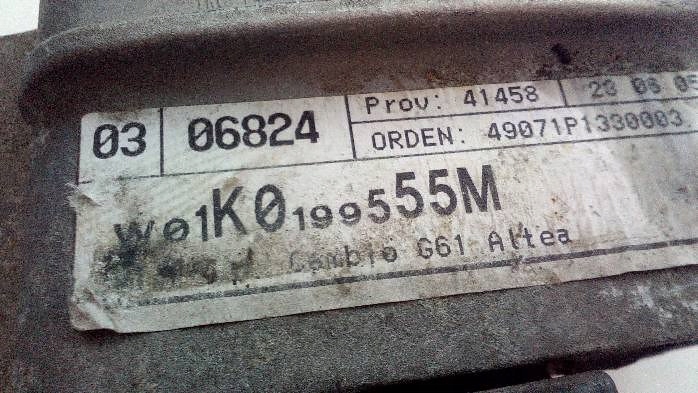 03
06824
Prov: 41458
ORDEN: 49071P1330003
W01K0199555M
Cambio G61 Altea